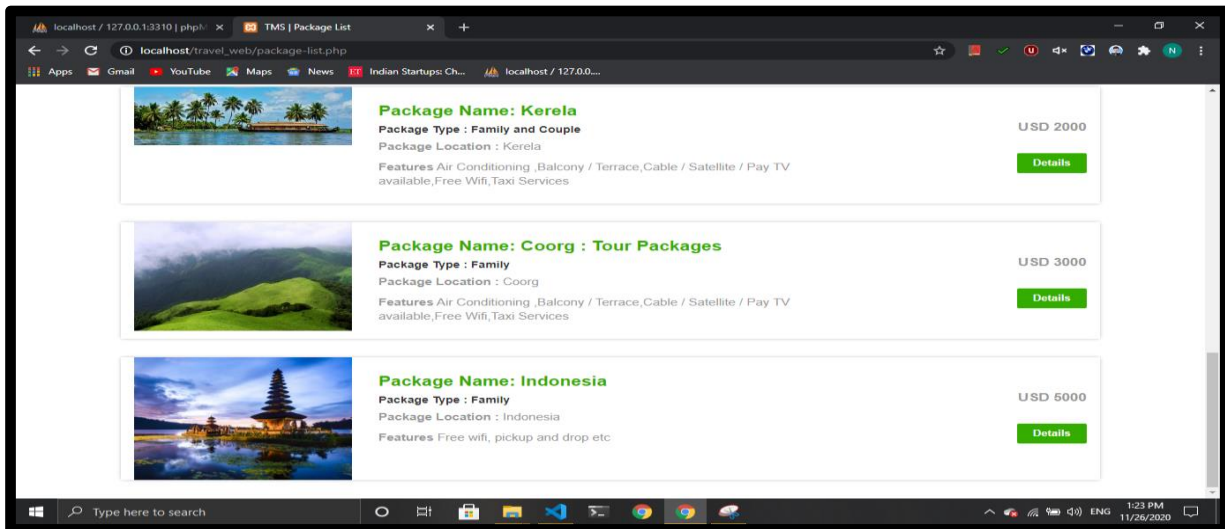 localhost / 127.0.0.1:3310 | phpM
TMS | Package List
localhost/travel_web/package-list.php
Apps Gmail YouTube Maps News ET Indian Startups: Ch... localhost / 127.0.0....
N
Package Name: Kerela
Package Type : Family and Couple
USD 2000
Package Location : Kerela
Details
Features Air Conditioning ,Balcony / Terrace,Cable / Satellite / Pay TV
available,Free Wifi,Taxi Services
Package Name: Coorg : Tour Packages
Package Type : Family
USD 3000
Package Location : Coorg
Details
Features Air Conditioning ,Balcony / Terrace,Cable / Satellite / Pay TV
available,Free Wifi,Taxi Services
Package Name: Indonesia
Package Type : Family
USD 5000
Package Location : Indonesia
Details
Features Free wifi, pickup and drop etc
Type here to search
ENG
1:23 PM
11/26/2020